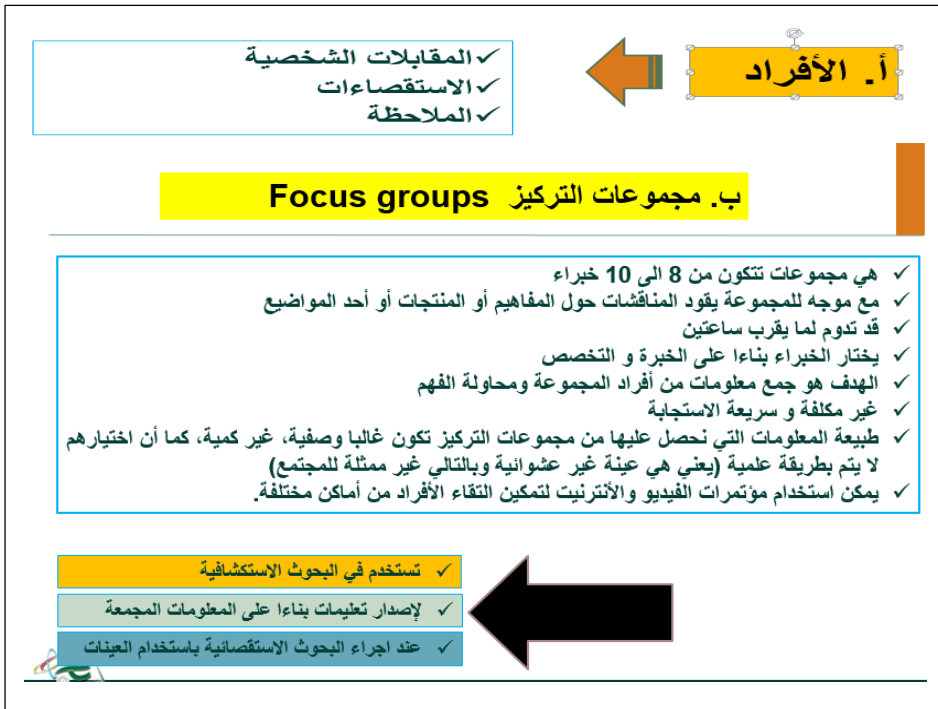 أ. الأفراد
✓ المقابلات الشخصية
✓ الاستقصاءات
✓ الملاحظة
ب. مجموعات التركيز Focus groups
✓ هي مجموعات تتكون من 8 الى 10 خبراء
✓ مع موجه للمجموعة يقود المناقشات حول المفاهيم أو المنتجات أو أحد المواضيع
✓ قد تدوم لما يقرب ساعتين
✓ يختار الخبراء بناءا على الخبرة و التخصص
✓ الهدف هو جمع معلومات من أفراد المجموعة ومحاولة الفهم
✓ غير مكلفة و سريعة الاستجابة
✓ طبيعة المعلومات التي نحصل عليها من مجموعات التركيز تكون غالبا وصفية، غير كمية، كما أن اختيارهم
لا يتم بطريقة علمية (يعني هي عينة غير عشوائية وبالتالي غير ممثلة للمجتمع)
✓ يمكن استخدام مؤتمرات الفيديو والأنترنيت لتمكين التقاء الأفراد من أماكن مختلفة.
✓ تستخدم في البحوث الاستكشافية
✓ لإصدار تعليمات بناءا على المعلومات المجمعة
✓ عند اجراء البحوث الاستقصائية باستخدام العينات